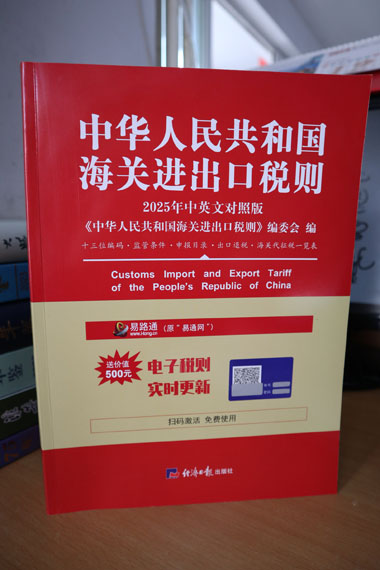 中华人民共和国
海关进出口税则
2025年中英文对照版
《中华人民共和国海关进出口税则》编委会 编
十三位编码·监管条件·申报目录·出口退税·海关代征税一览表
Customs Import and Export Tariff
of the People's Republic of China
易路通（原“易通网”）
www.Hong.cn
送价值
500元
电子税则
实时更新
扫码激活 免费使用
经济日报出版社